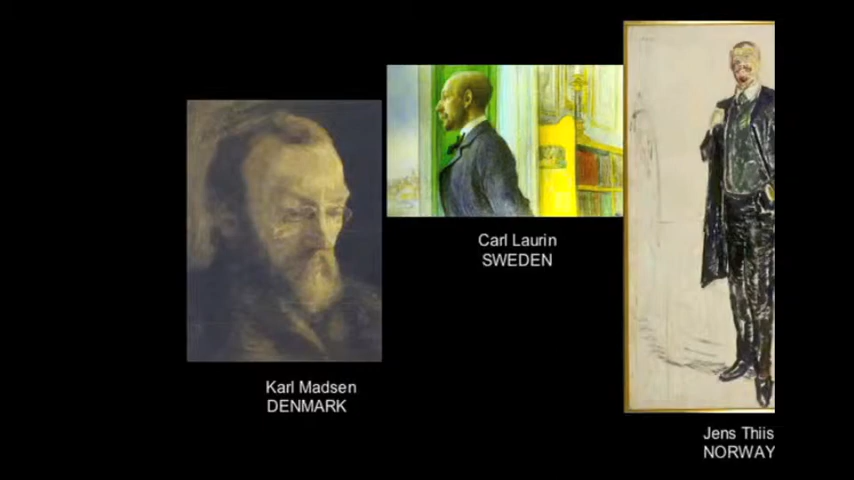 Karl Madsen
DENMARK
Carl Laurin
SWEDEN
Jens Thiis
NORWAY